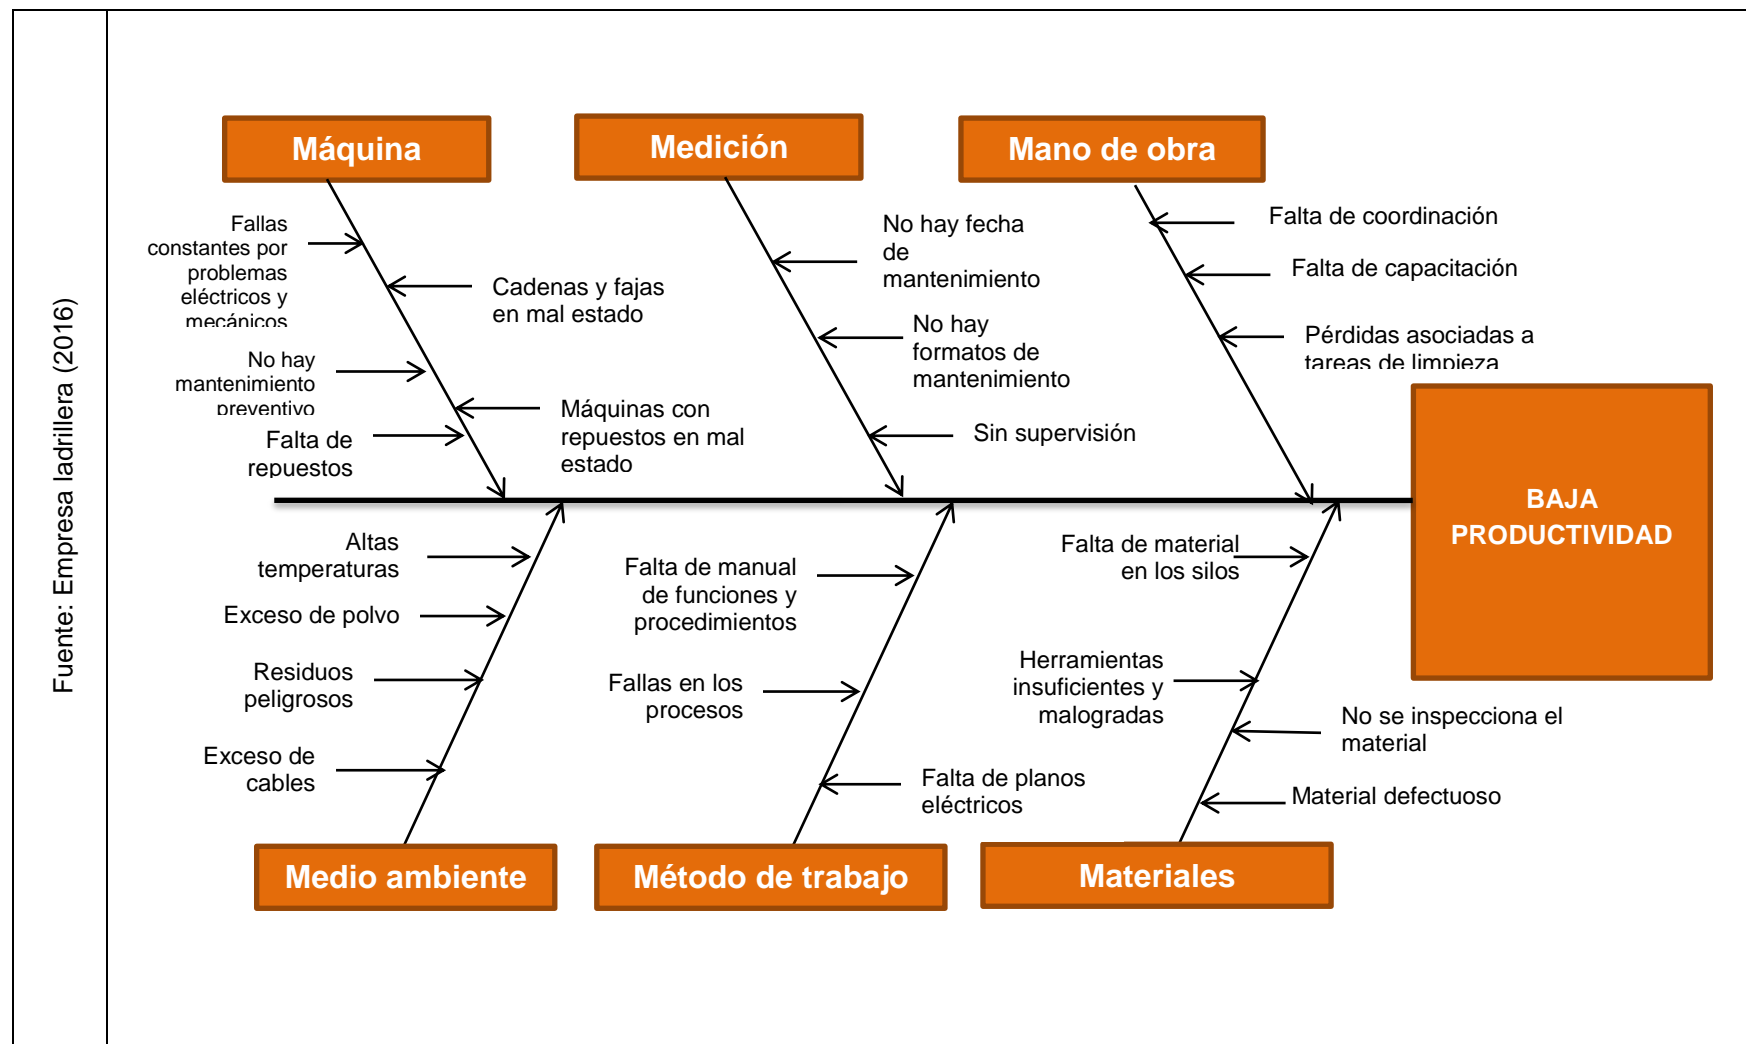 Fuente: Empresa ladrillera (2016)
Máquina
Medición
Mano de obra
Fallas
constantes por
problemas
eléctricos y
mecánicos
Cadenas y fajas
en mal estado
No hay
mantenimiento
preventivo
Máquinas con
repuestos en mal
estado
Falta de
repuestos
No hay fecha
de
mantenimiento
No hay
formatos de
mantenimiento
Sin supervisión
Falta de coordinación
Falta de capacitación
Pérdidas asociadas a
tareas de limpieza
BAJA
PRODUCTIVIDAD
Altas
temperaturas
Exceso de polvo
Residuos
peligrosos
Exceso de
cables
Falta de manual
de funciones y
procedimientos
Fallas en los
procesos
Falta de planos
eléctricos
Falta de material
en los silos
Herramientas
insuficientes y
malogradas
No se inspecciona el
material
Material defectuoso
Medio ambiente
Método de trabajo
Materiales